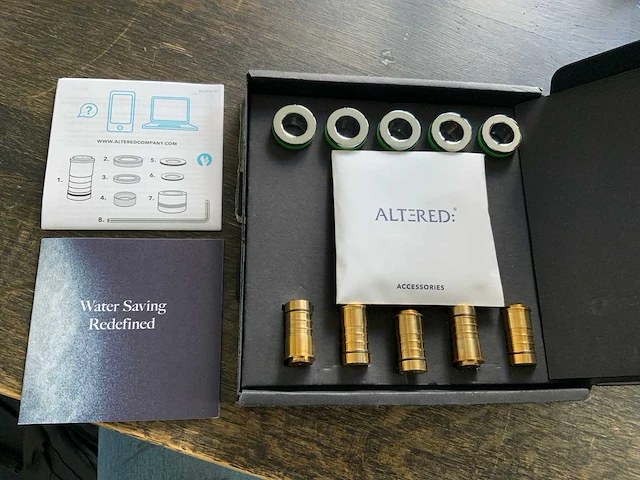 WWW.ALTEREDCOMPANY.COM
1.
2.
3.
4.
5.
6.
7.
8.
Water Saving
Redefined
ALTERED:
ACCESSORIES